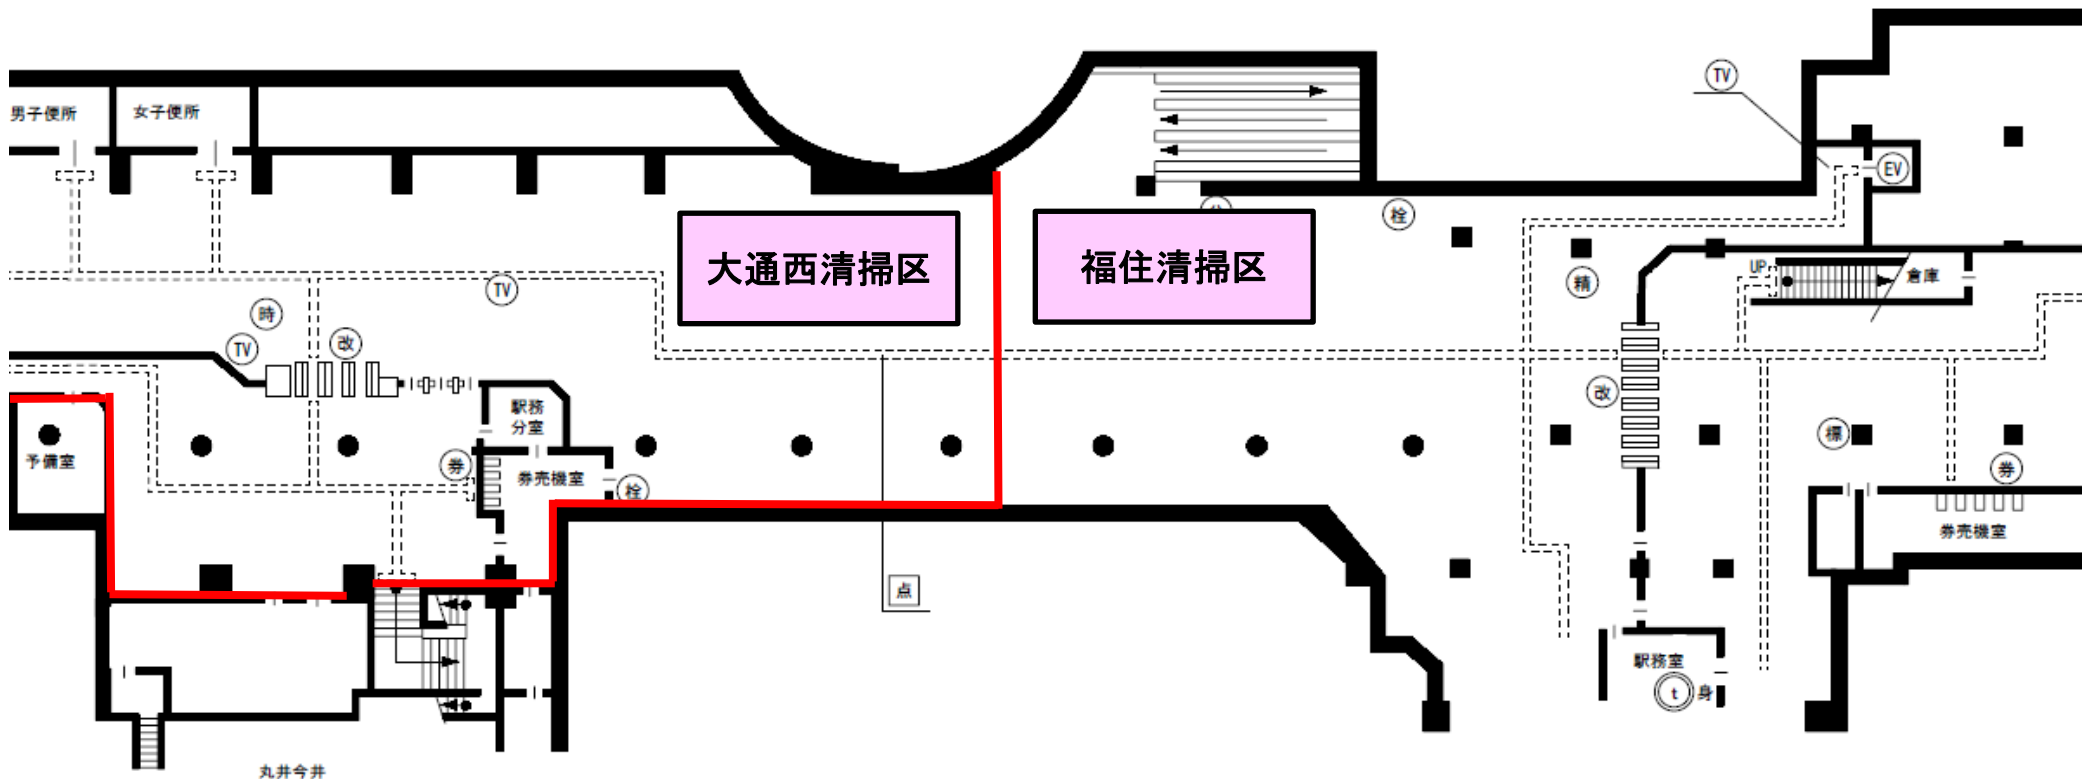 TV
男子便所
女子便所
EV
栓
大通西清掃区
福住清掃区
UP
倉庫
精
TV
時
TV
改
改
駅務
分室
標
予備室
券
券売機室
栓
券
券売機室
点
駅務室
t
身
丸井今井